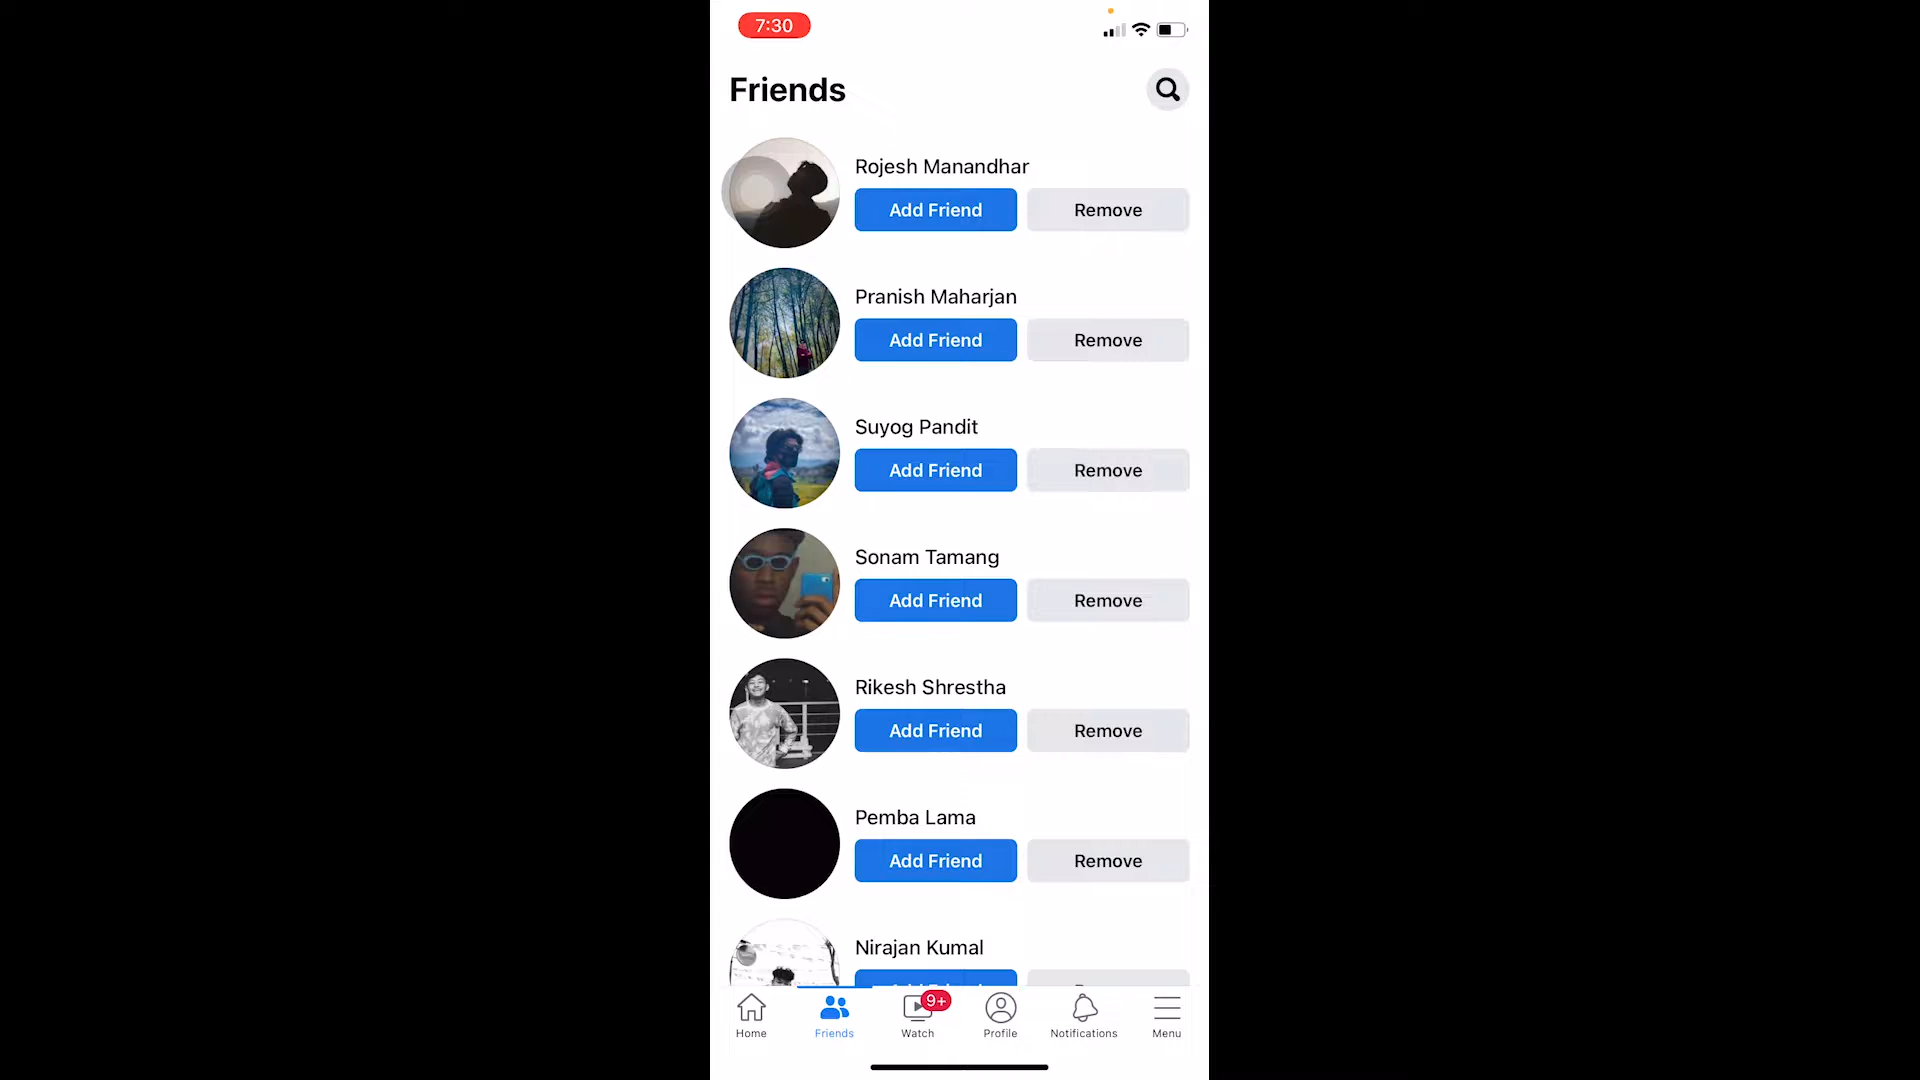 7:30
Friends
Rojesh Manandhar
Add Friend Remove
Pranish Maharjan
Add Friend Remove
Suyog Pandit
Add Friend Remove
Sonam Tamang
Add Friend Remove
Rikesh Shrestha
Add Friend Remove
Pemba Lama
Add Friend Remove
Nirajan Kumal
9+
Home Friends Watch Profile Notifications Menu